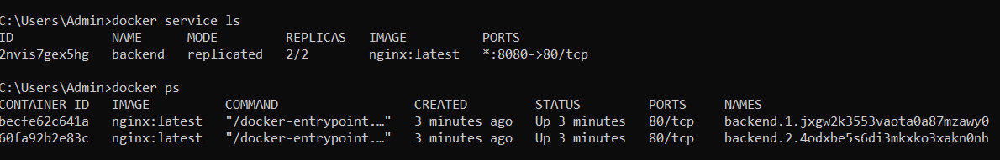 C:\Users\Admin>docker service ls
ID NAME MODE REPLICAS IMAGE PORTS
2nvis7gex5hg backend replicated 2/2 nginx:latest *:8080->80/tcp
C:\Users\Admin>docker ps
CONTAINER ID IMAGE COMMAND CREATED STATUS PORTS NAMES
becfe62c641a nginx:latest "/docker-entrypoint.…" 3 minutes ago Up 3 minutes 80/tcp backend.1.jxgw2k3553vaota0a87mzawy0
60fa92b2e83c nginx:latest "/docker-entrypoint.…" 3 minutes ago Up 3 minutes 80/tcp backend.2.4odxbe5s6di3mkxko3xakn0nh